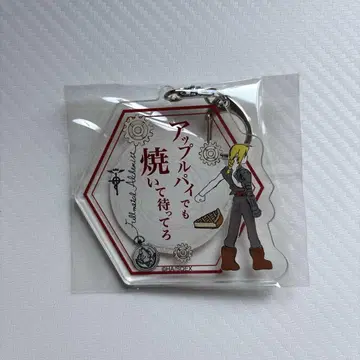 アップルパイでも
焼いて待ってろ
Fullmetal Alchemist